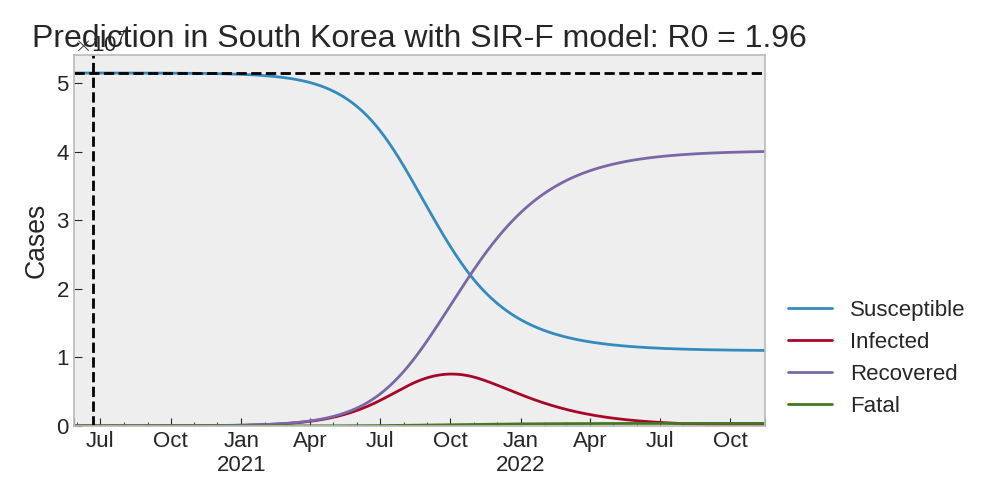 Prediction in South Korea with SIR-F model: R0 = 1.96
×10⁷
Cases
5
4
3
2
1
0
Jul Oct Jan Apr Jul Oct Jan Apr Jul Oct
2021 2022
Susceptible
Infected
Recovered
Fatal